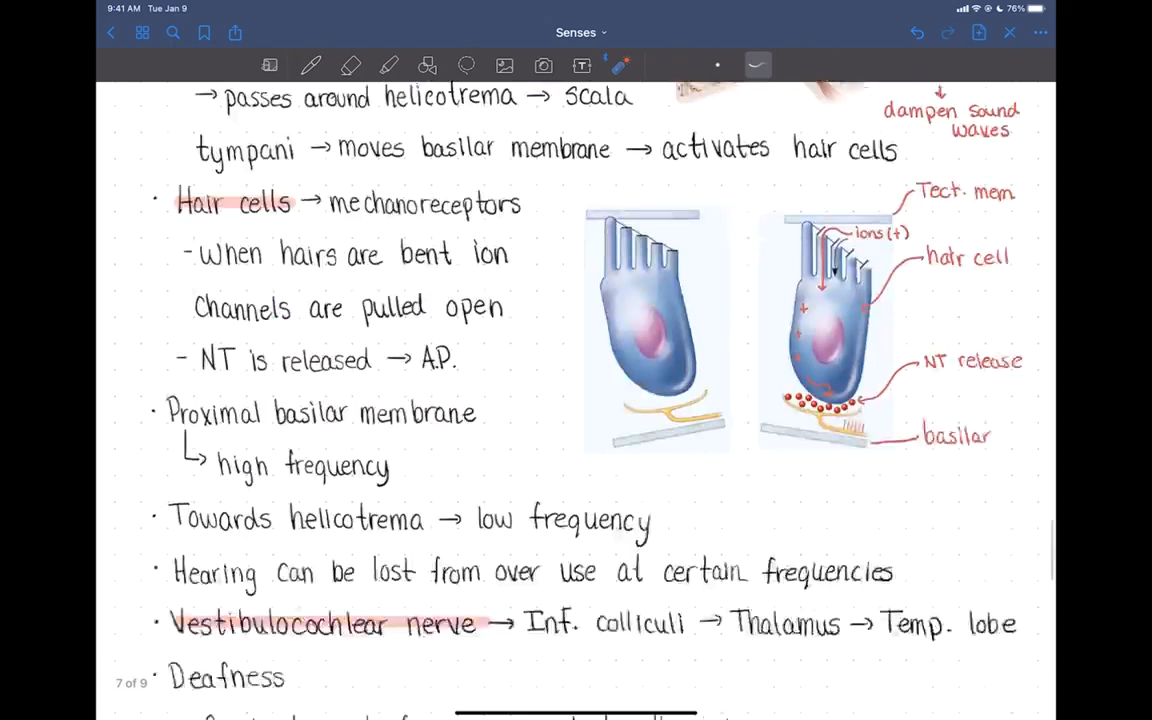 9:41 AM Tue Jan 9
76%
Senses
→ passes around helicotrema → scala
dampen sound
waves
tympani → moves basilar membrane → activates hair cells
· Hair cells → mechanoreceptors
- When hairs are bent ion
Channels are pulled open
- NT is released → A.P.
Tect. mem.
ions (+)
hair cell
NT release
basilar
· Proximal basilar membrane
↳ high frequency
· Towards helicotrema → low frequency
· Hearing can be lost from over use at certain frequencies
· Vestibulocochlear nerve → Inf. colliculi → Thalamus → Temp. lobe
· Deafness
7 of 9